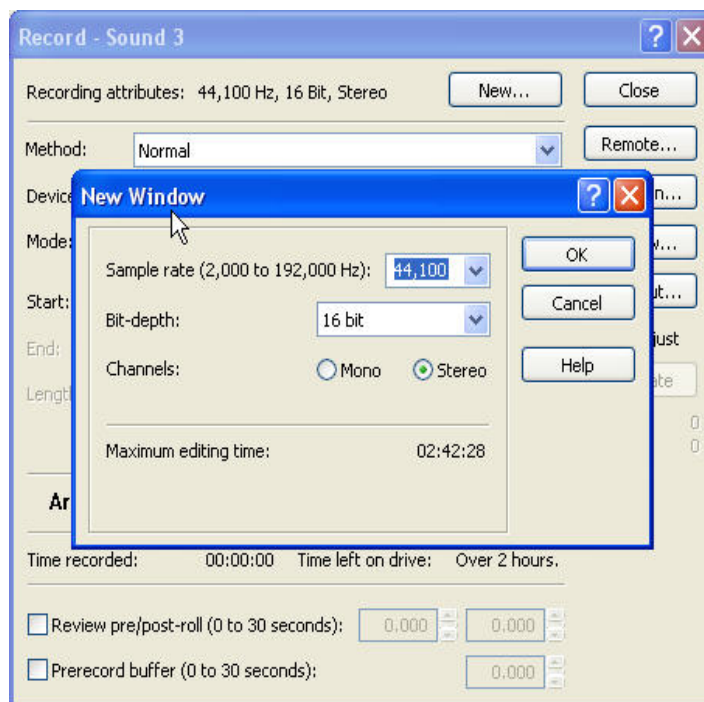 Record - Sound 3
Recording attributes: 44,100 Hz, 16 Bit, Stereo New... Close
Method: Normal Remote...
Device
New Window
Mode:
Sample rate (2,000 to 192,000 Hz): 44,100 OK
Start:
Bit-depth: 16 bit Cancel
End:
Channels: Mono Stereo Help
Maximum editing time: 02:42:28
Time recorded: 00:00:00 Time left on drive: Over 2 hours.
Review pre/post-roll (0 to 30 seconds): 0.000 0.000
Prerecord buffer (0 to 30 seconds): 0.000